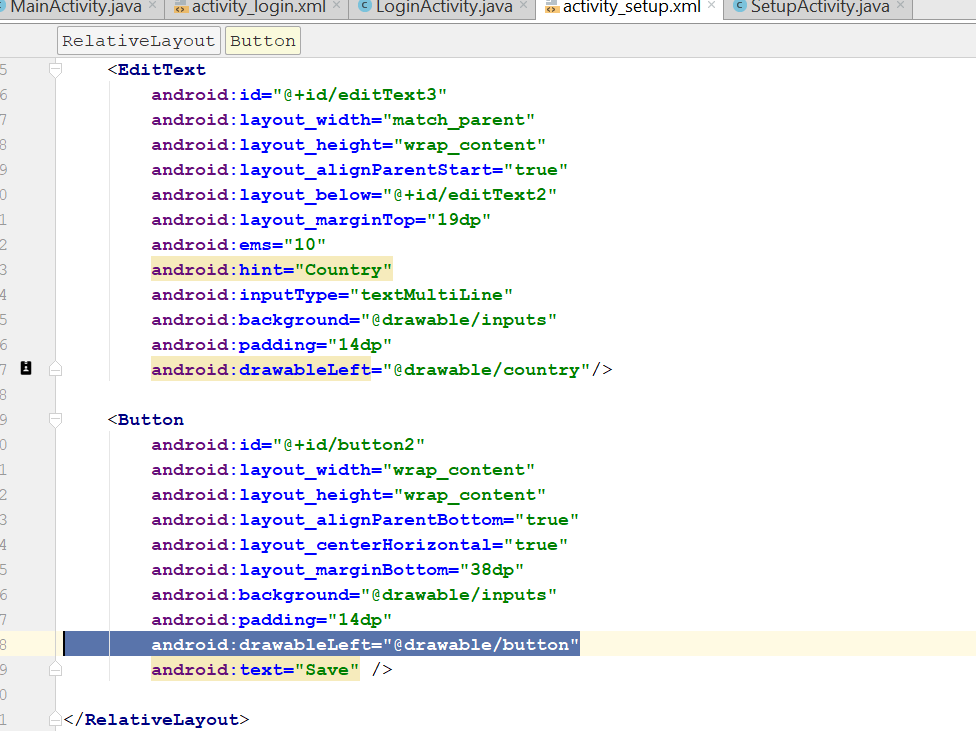 MainActivity.java × activity_login.xml × LoginActivity.java × activity_setup.xml × SetupActivity.java ×
RelativeLayout Button
5 <EditText
6 android:id="@+id/editText3"
7 android:layout_width="match_parent"
8 android:layout_height="wrap_content"
9 android:layout_alignParentStart="true"
0 android:layout_below="@+id/editText2"
1 android:layout_marginTop="19dp"
2 android:ems="10"
3 android:hint="Country"
4 android:inputType="textMultiLine"
5 android:background="@drawable/inputs"
6 android:padding="14dp"
7 android:drawableLeft="@drawable/country"/>
8
9 <Button
0 android:id="@+id/button2"
1 android:layout_width="wrap_content"
2 android:layout_height="wrap_content"
3 android:layout_alignParentBottom="true"
4 android:layout_centerHorizontal="true"
5 android:layout_marginBottom="38dp"
6 android:background="@drawable/inputs"
7 android:padding="14dp"
8 android:drawableLeft="@drawable/button"
9 android:text="Save" />
0
1 </RelativeLayout>